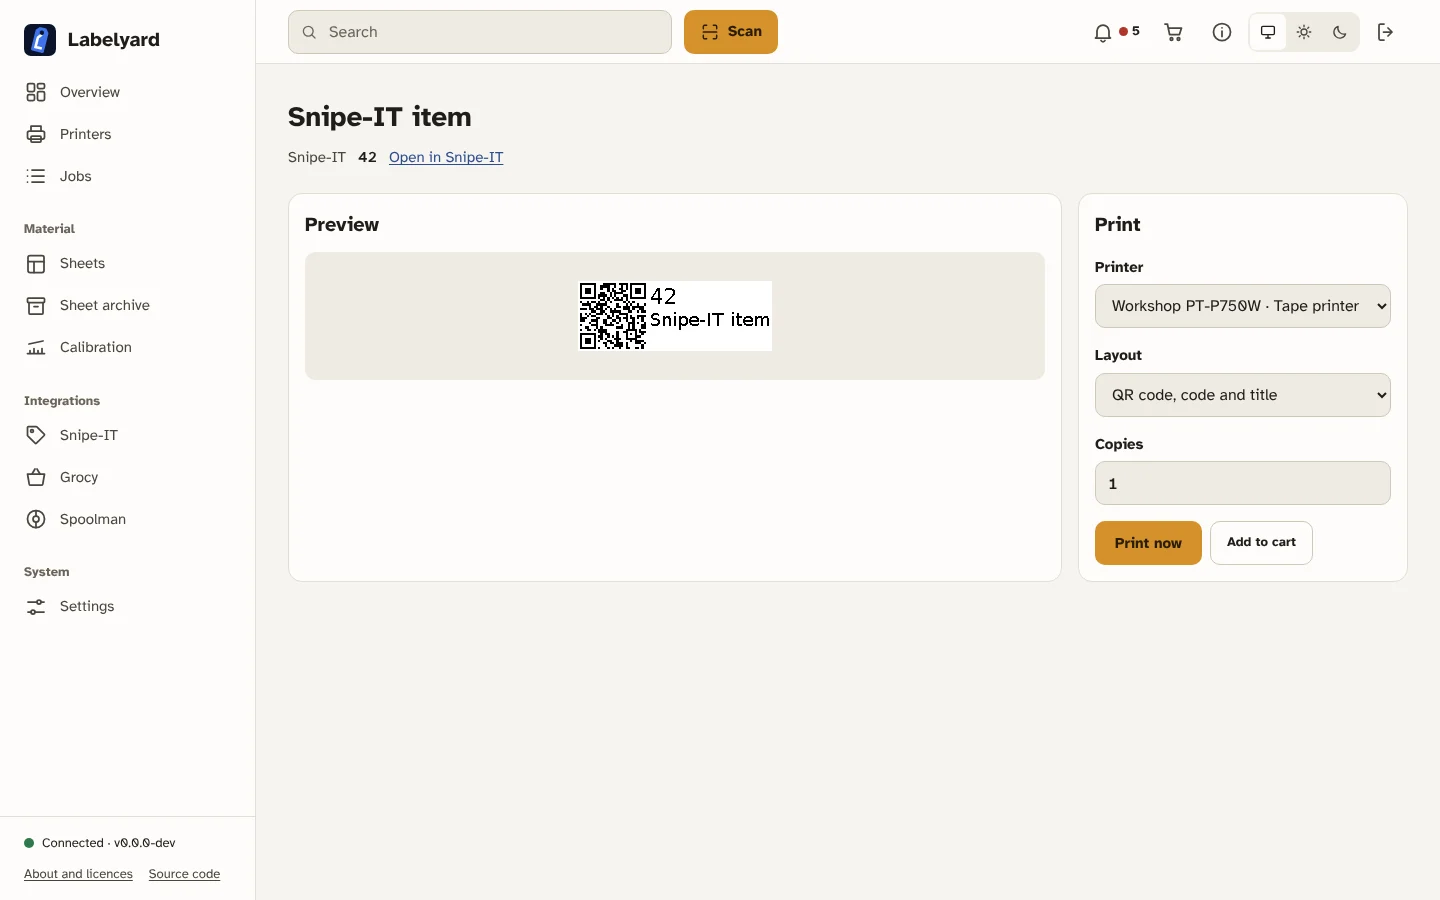 Labelyard
Overview
Printers
Jobs
Material
Sheets
Sheet archive
Calibration
Integrations
Snipe-IT
Grocy
Spoolman
System
Settings
Connected · v0.0.0-dev
About and licences
Source code
Search
Scan
5
Snipe-IT item
Snipe-IT 42 Open in Snipe-IT
Preview
42
Snipe-IT item
Print
Printer
Workshop PT-P750W · Tape printer
Layout
QR code, code and title
Copies
1
Print now
Add to cart